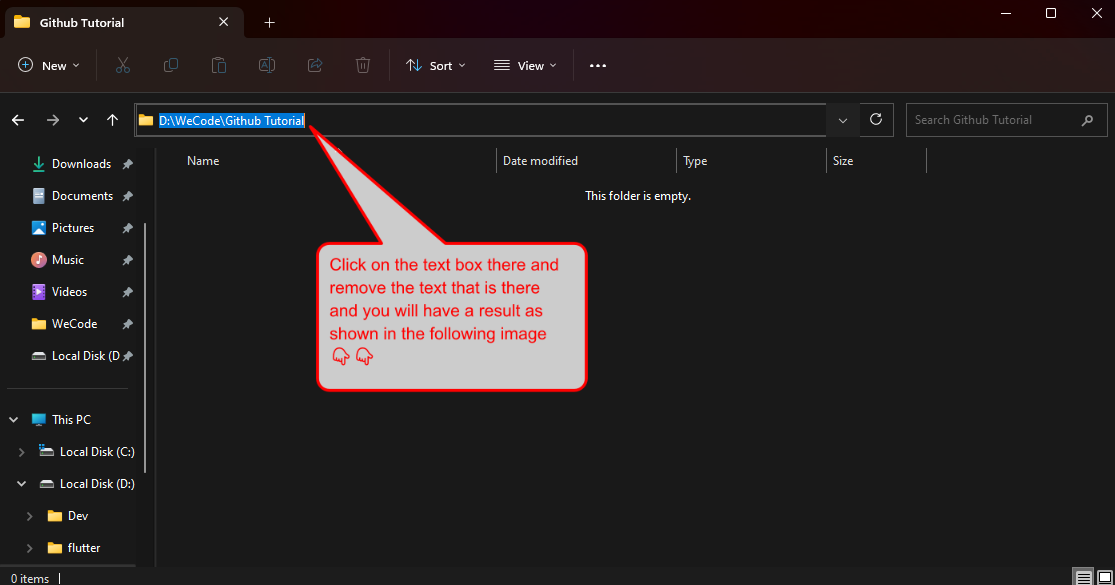 Github Tutorial
New
Sort
View
D:\WeCode\Github Tutorial
Search Github Tutorial
Name
Date modified
Type
Size
This folder is empty.
Downloads
Documents
Pictures
Music
Videos
WeCode
Local Disk (D
This PC
Local Disk (C:)
Local Disk (D:)
Dev
flutter
Click on the text box there and
remove the text that is there
and you will have a result as
shown in the following image
👇👇
0 items